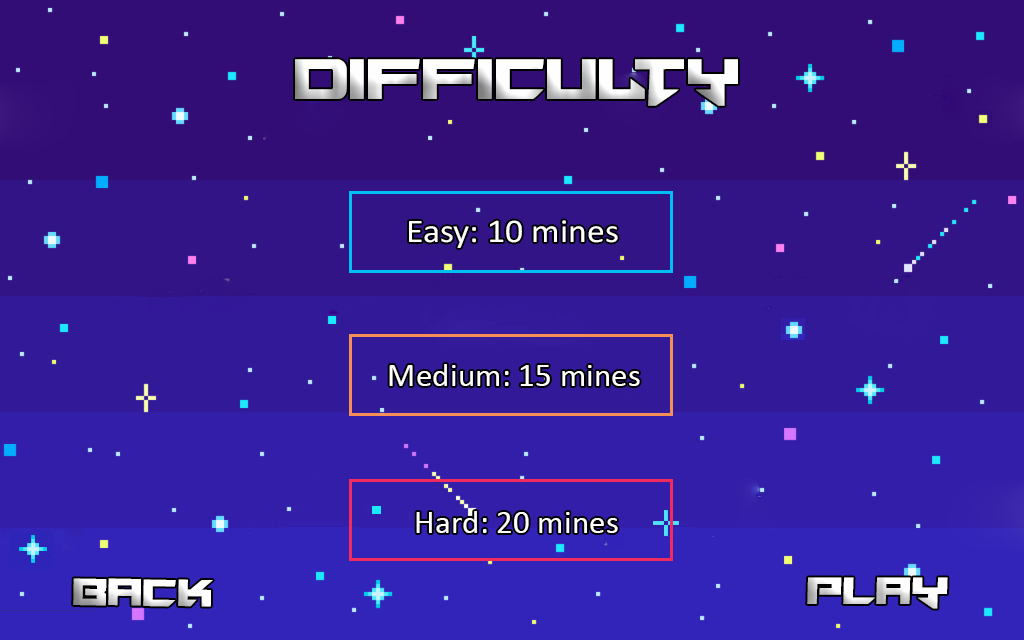 DIFFICULTY
Easy: 10 mines
Medium: 15 mines
Hard: 20 mines
BACK
PLAY